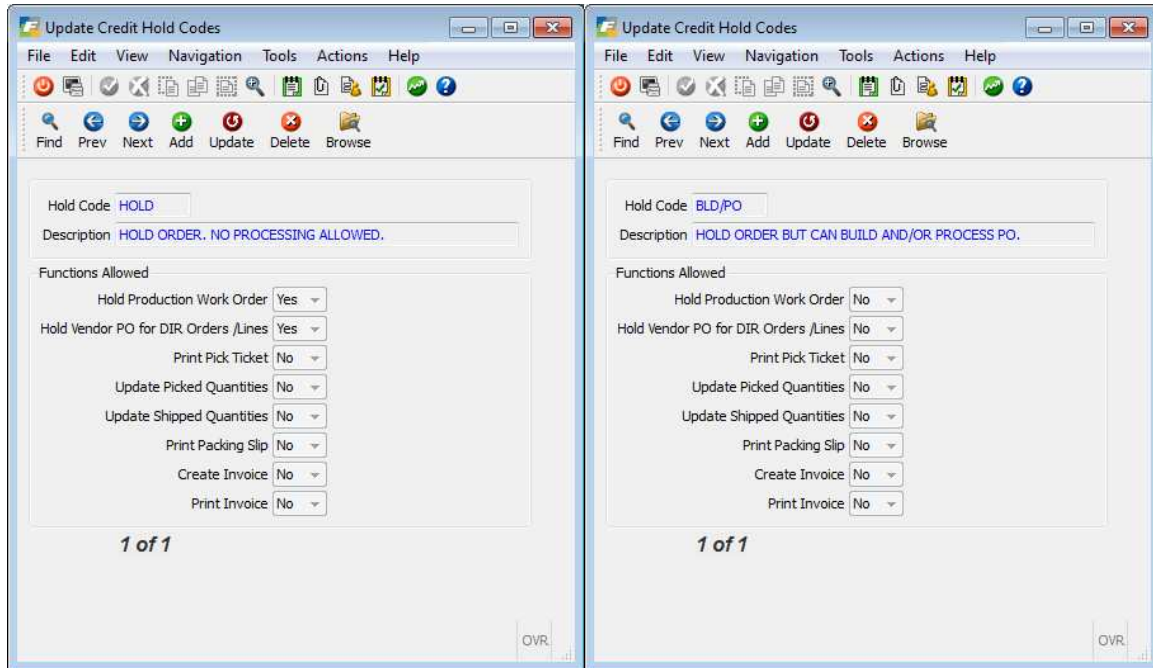 Update Credit Hold Codes
File Edit View Navigation Tools Actions Help
Find Prev Next Add Update Delete Browse
Hold Code HOLD
Description HOLD ORDER. NO PROCESSING ALLOWED.
Functions Allowed
Hold Production Work Order Yes
Hold Vendor PO for DIR Orders /Lines Yes
Print Pick Ticket No
Update Picked Quantities No
Update Shipped Quantities No
Print Packing Slip No
Create Invoice No
Print Invoice No
1 of 1
OVR
Update Credit Hold Codes
File Edit View Navigation Tools Actions Help
Find Prev Next Add Update Delete Browse
Hold Code BLD/PO
Description HOLD ORDER BUT CAN BUILD AND/OR PROCESS PO.
Functions Allowed
Hold Production Work Order No
Hold Vendor PO for DIR Orders /Lines No
Print Pick Ticket No
Update Picked Quantities No
Update Shipped Quantities No
Print Packing Slip No
Create Invoice No
Print Invoice No
1 of 1
OVR